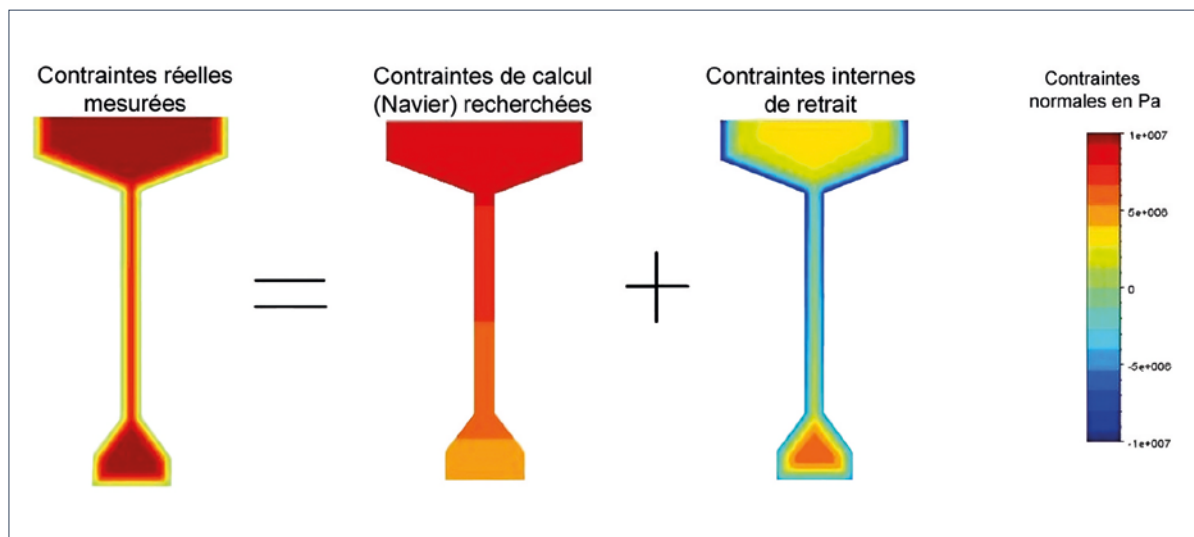 Contraintes réelles
mesurées
Contraintes de calcul
(Navier) recherchées
Contraintes internes
de retrait
Contraintes
normales en Pa
1e+007
5e+006
0
-5e+006
-1e+007